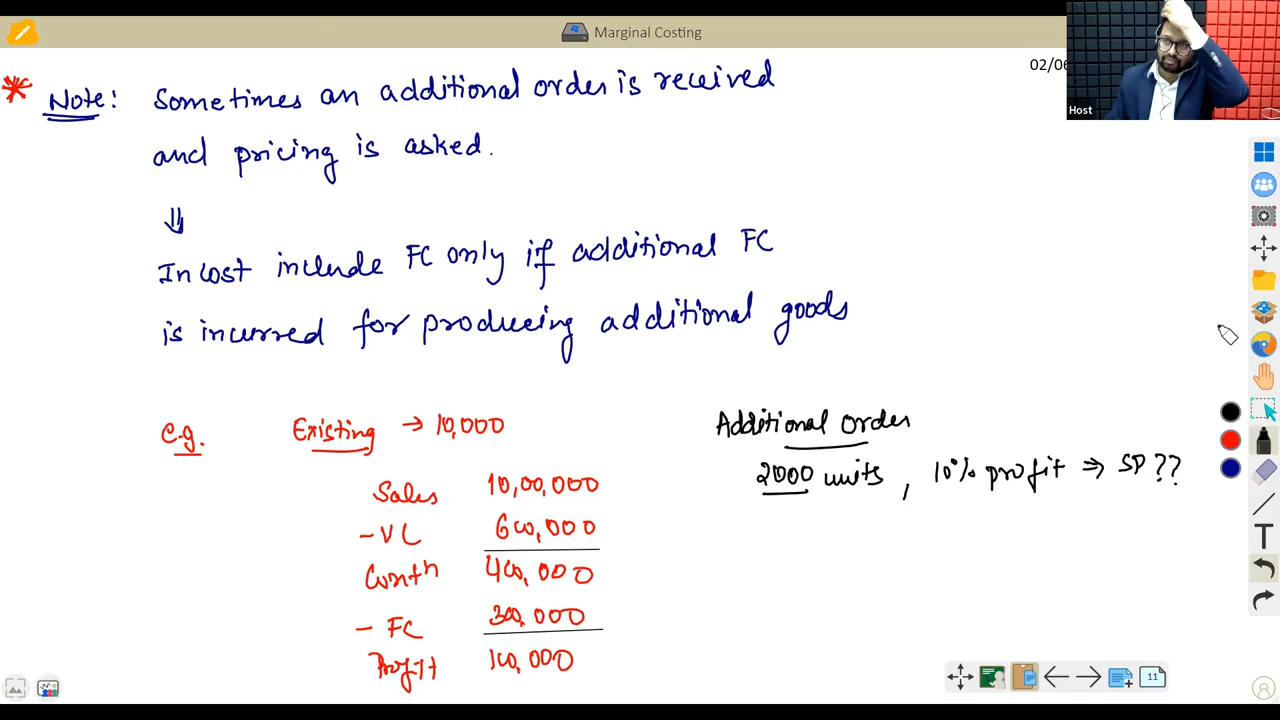 Marginal Costing
02/06
Host
Note: Sometimes an additional order is received
and pricing is asked.
⇓
In cost include FC only if additional FC
is incurred for producing additional goods
e.g. Existing → 10,000
Sales 10,00,000
- VC 600,000
Contn 400,000
- FC 300,000
Profit 100,000
Additional Order
2000 units, 10% profit ⇒ SP??
T
11